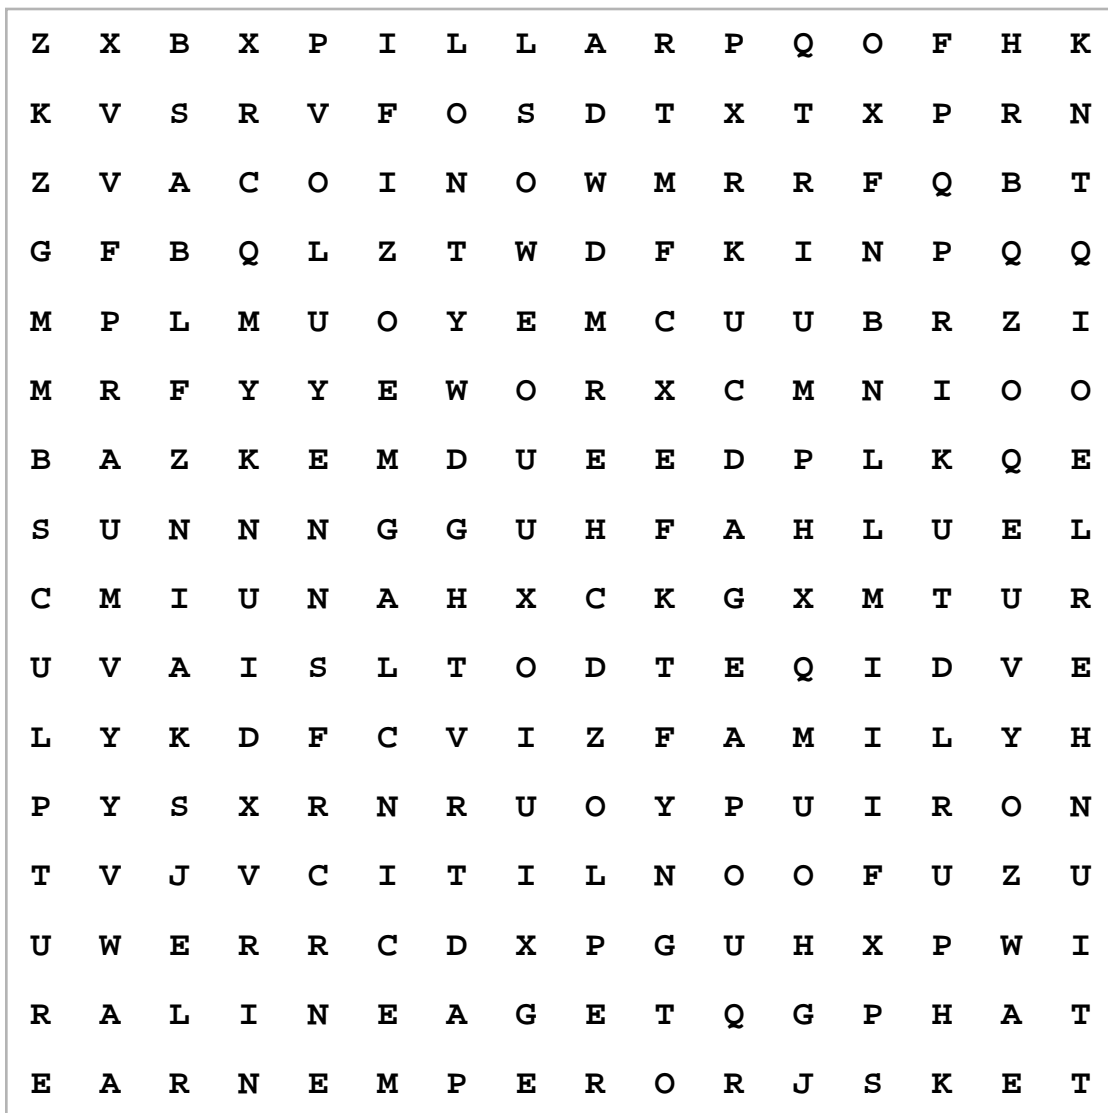 Z X B X P I L L A R P Q O F H K
K V S R V F O S D T X T X P R N
Z V A C O I N O W M R R F Q B T
G F B Q L Z T W D F K I N P Q Q
M P L M U O Y E M C U U B R Z I
M R F Y Y E W O R X C M N I O O
B A Z K E M D U E E D P L K Q E
S U N N N G G U H F A H L U E L
C M I U N A H X C K G X M T U R
U V A I S L T O D T E Q I D V E
L Y K D F C V I Z F A M I L Y H
P Y S X R N R U O Y P U I R O N
T V J V C I T I L N O O F U Z U
U W E R R C D X P G U H X P W I
R A L I N E A G E T Q G P H A T
E A R N E M P E R O R J S K E T